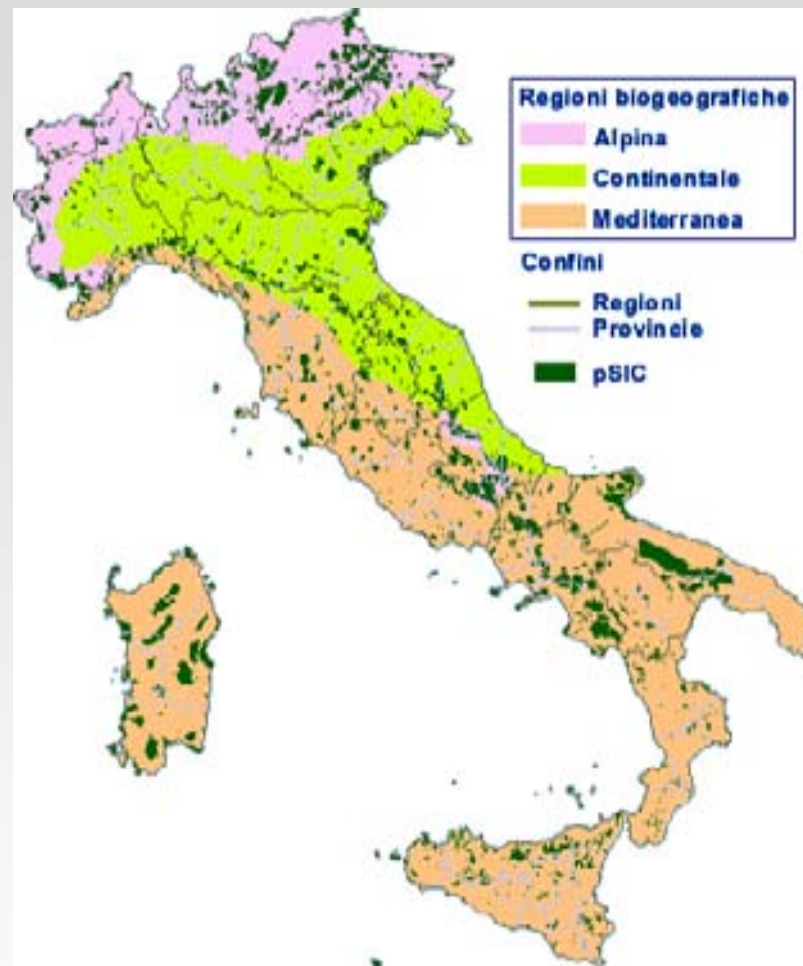 Regioni biogeografiche
Alpina
Continentale
Mediterranea
Confini
Regioni
Provincie
pSIC